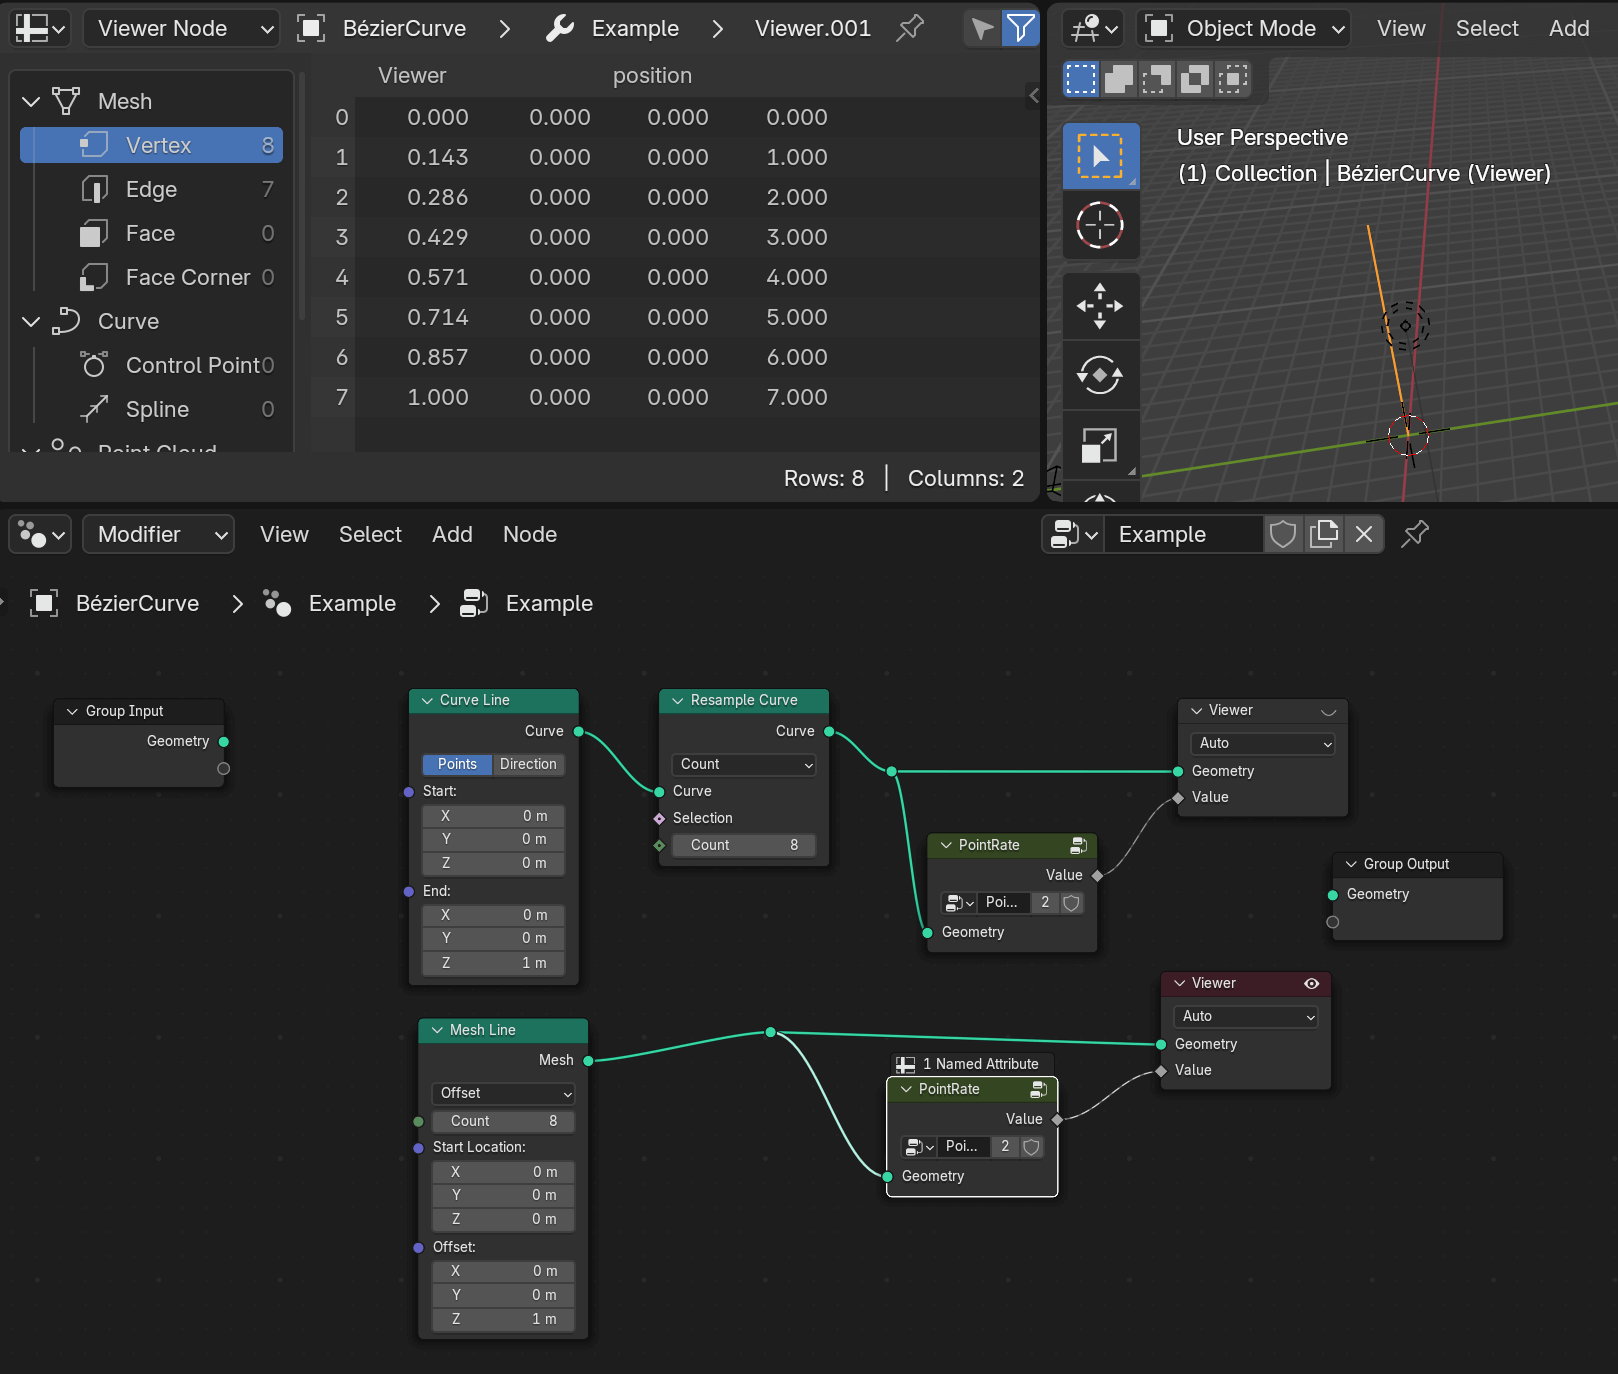 Viewer Node
BézierCurve
Example
Viewer.001
Mesh
Vertex 8
Edge 7
Face 0
Face Corner 0
Curve
Control Point 0
Spline 0
Point Cloud
Viewer position
0 0.000 0.000 0.000 0.000
1 0.143 0.000 0.000 1.000
2 0.286 0.000 0.000 2.000
3 0.429 0.000 0.000 3.000
4 0.571 0.000 0.000 4.000
5 0.714 0.000 0.000 5.000
6 0.857 0.000 0.000 6.000
7 1.000 0.000 0.000 7.000
Rows: 8 | Columns: 2
Object Mode
View Select Add
User Perspective
(1) Collection | BézierCurve (Viewer)
Modifier
View Select Add Node
Example
BézierCurve
Example
Example
Group Input
Geometry
Curve Line
Curve
Points Direction
Start:
X 0 m
Y 0 m
Z 0 m
End:
X 0 m
Y 0 m
Z 1 m
Resample Curve
Curve
Count
Curve
Selection
Count 8
PointRate
Value
Poi... 2
Geometry
Viewer
Auto
Geometry
Value
Group Output
Geometry
Mesh Line
Mesh
Offset
Count 8
Start Location:
X 0 m
Y 0 m
Z 0 m
Offset:
X 0 m
Y 0 m
Z 1 m
1 Named Attribute
PointRate
Value
Poi... 2
Geometry
Viewer
Auto
Geometry
Value